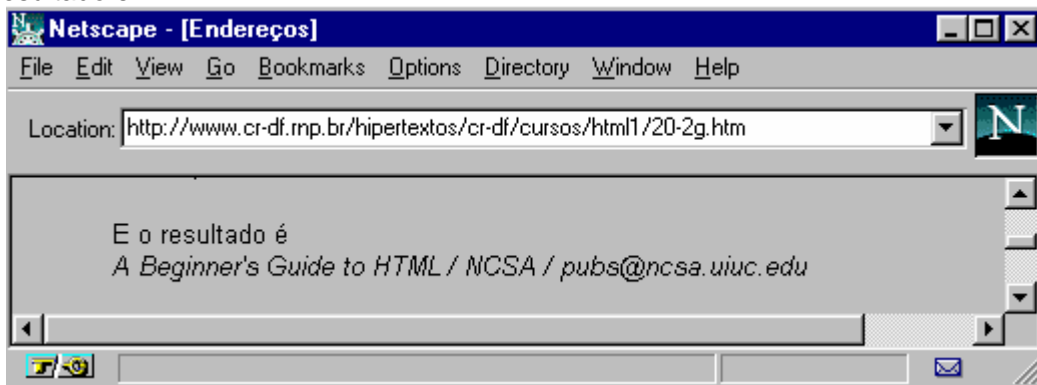 Netscape - [Endereços]
File Edit View Go Bookmarks Options Directory Window Help
Location: http://www.cr-df.rnp.br/hipertextos/cr-df/cursos/html1/20-2g.htm
N
E o resultado é
A Beginner's Guide to HTML / NCSA / pubs@ncsa.uiuc.edu